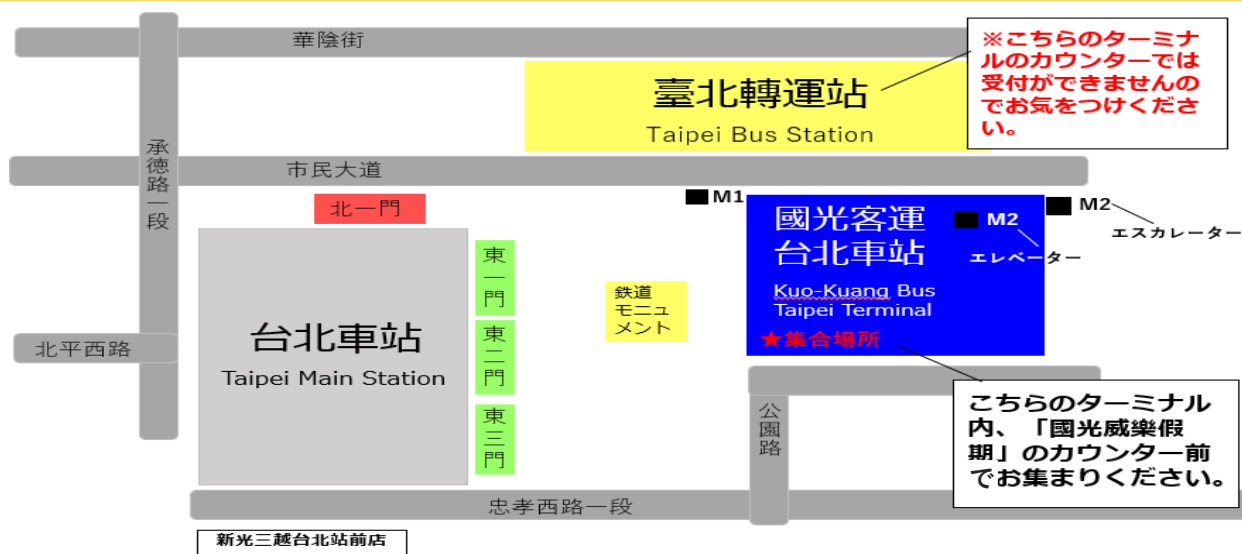 華陰街
※こちらのターミナ
ルのカウンターでは
受付ができませんの
でお気をつけくださ
い。
臺北轉運站
Taipei Bus Station
承德路一段
市民大道
北一門
M1
國光客運
台北車站
Kuo-Kuang Bus
Taipei Terminal
★集合場所
M2
エレベーター
M2
エスカレーター
東一門
鉄道
モニュ
メント
台北車站
Taipei Main Station
東二門
北平西路
東三門
公園路
こちらのターミナル
内、「國光威樂假
期」のカウンター前
でお集まりください。
忠孝西路一段
新光三越台北站前店